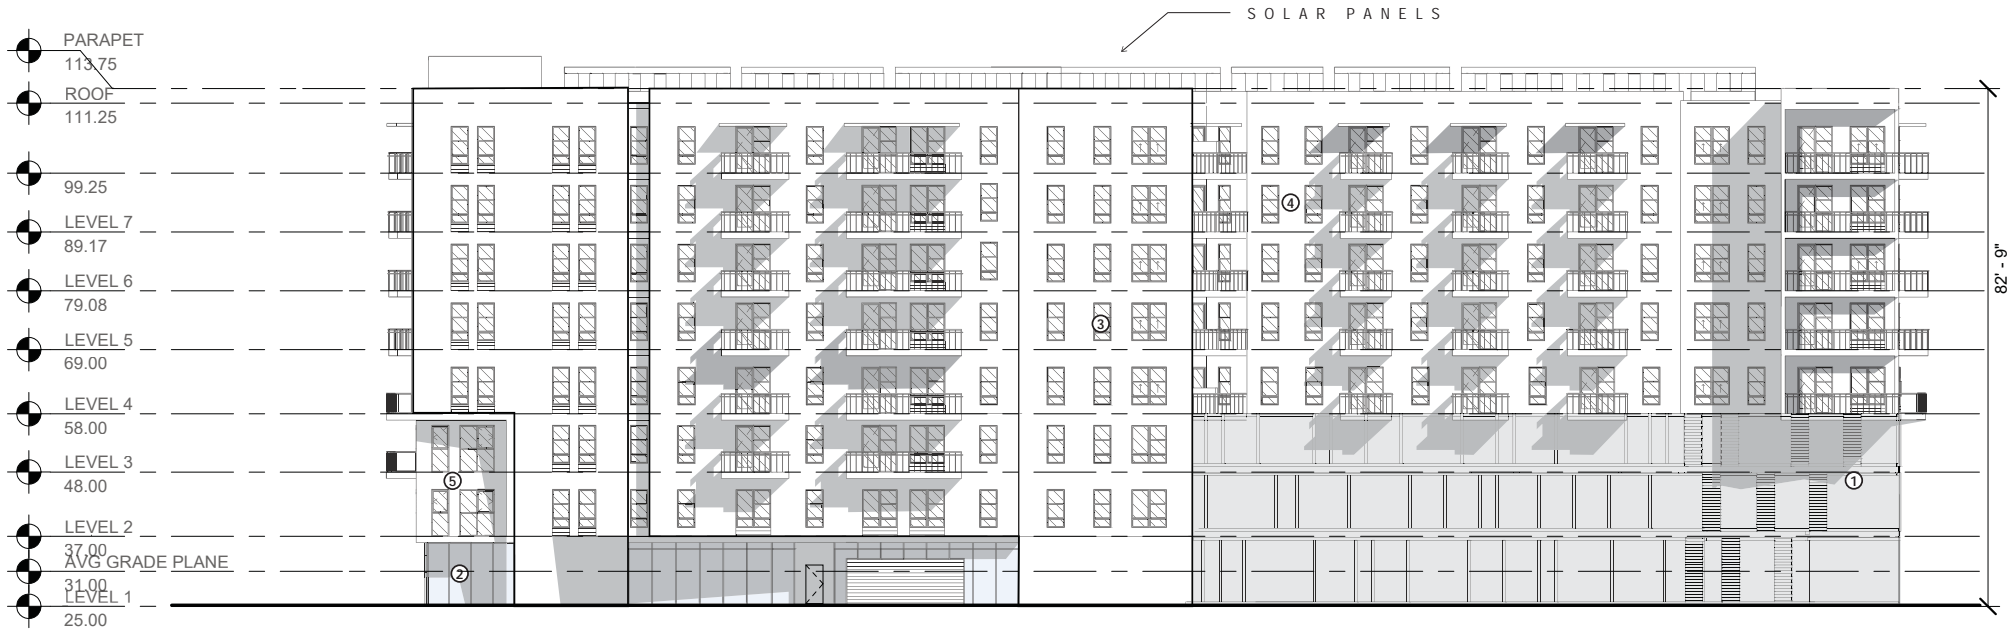 SOLAR PANELS
PARAPET
113.75
ROOF
111.25
99.25
LEVEL 7
89.17
LEVEL 6
79.08
LEVEL 5
69.00
LEVEL 4
58.00
LEVEL 3
48.00
LEVEL 2
37.00
AVG GRADE PLANE
31.00
LEVEL 1
25.00
4
3
5
1
2
82' - 9"